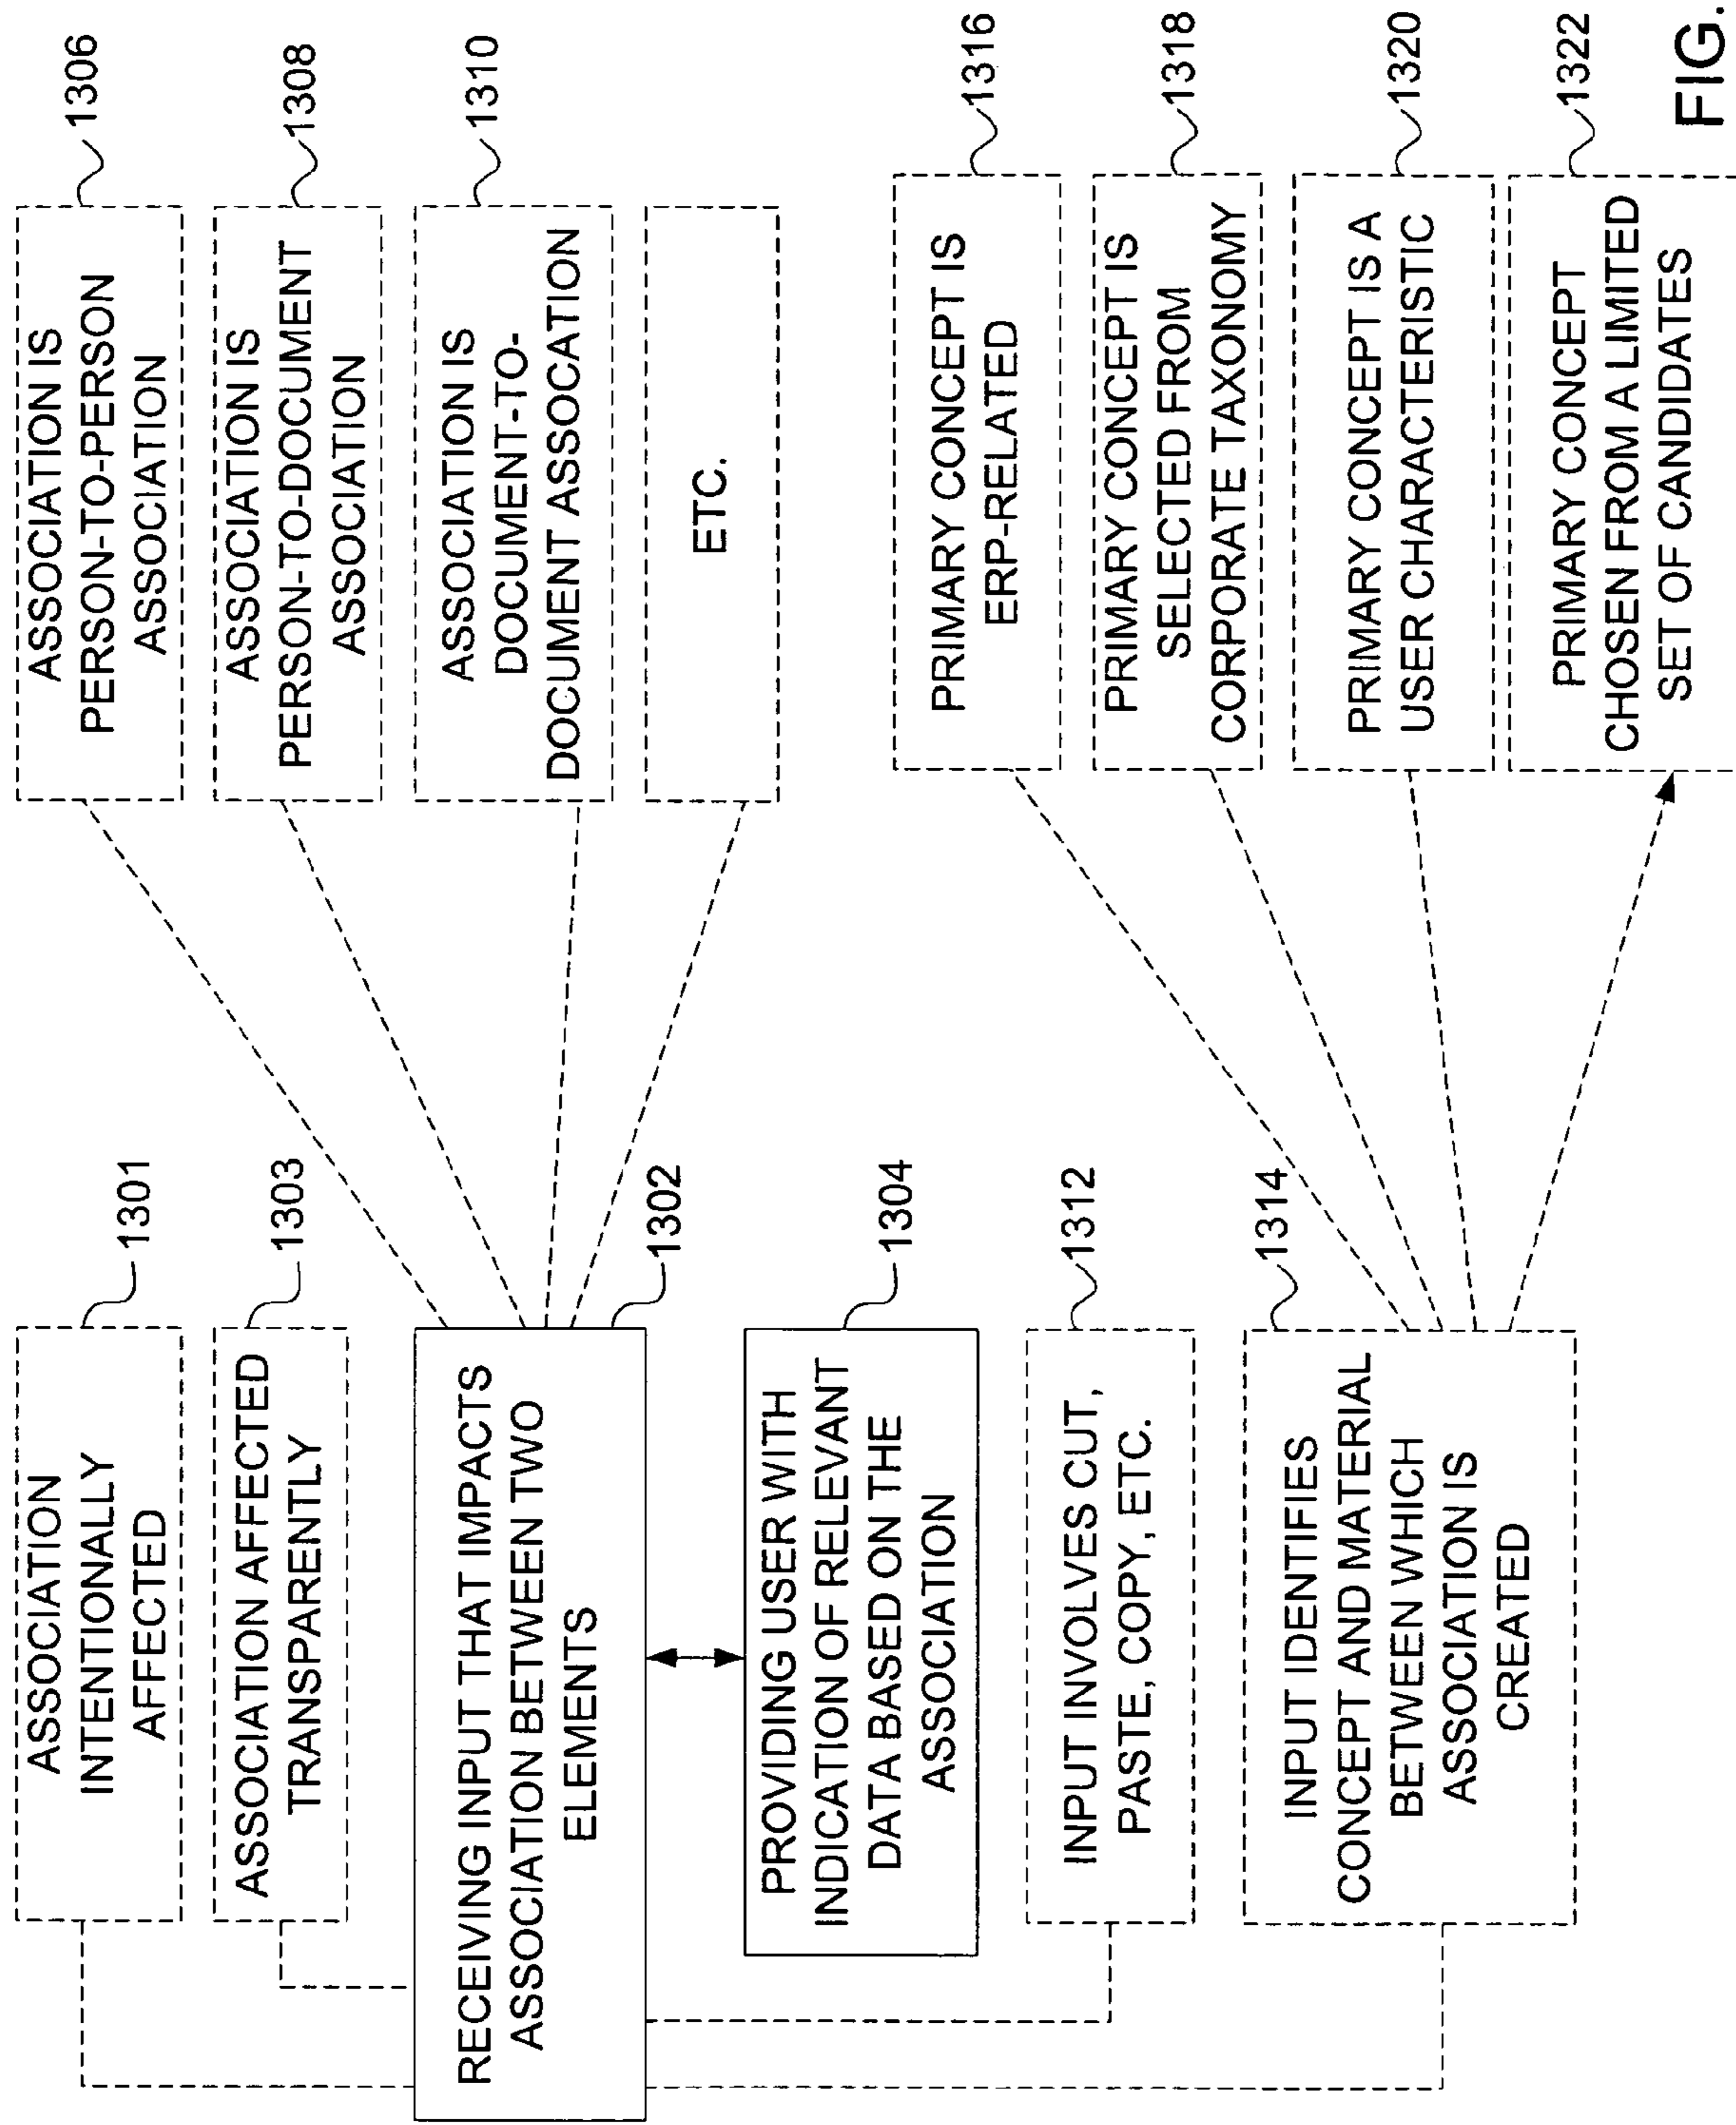 ASSOCIATION
INTENTIONALLY
AFFECTED
1301
ASSOCIATION AFFECTED
TRANSPARENTLY
1303
RECEIVING INPUT THAT IMPACTS
ASSOCIATION BETWEEN TWO
ELEMENTS
1302
PROVIDING USER WITH
INDICATION OF RELEVANT
DATA BASED ON THE
ASSOCIATION
1304
INPUT INVOLVES CUT,
PASTE, COPY, ETC.
1312
INPUT IDENTIFIES
CONCEPT AND MATERIAL
BETWEEN WHICH
ASSOCIATION IS
CREATED
1314
ASSOCIATION IS
PERSON-TO-PERSON
ASSOCIATION
1306
ASSOCIATION IS
PERSON-TO-DOCUMENT
ASSOCIATION
1308
ASSOCIATION IS
DOCUMENT-TO-
DOCUMENT ASSOCATION
1310
ETC.
PRIMARY CONCEPT IS
ERP-RELATED
1316
PRIMARY CONCEPT IS
SELECTED FROM
CORPORATE TAXONOMY
1318
PRIMARY CONCEPT IS A
USER CHARACTERISTIC
1320
PRIMARY CONCEPT
CHOSEN FROM A LIMITED
SET OF CANDIDATES
1322
FIG.